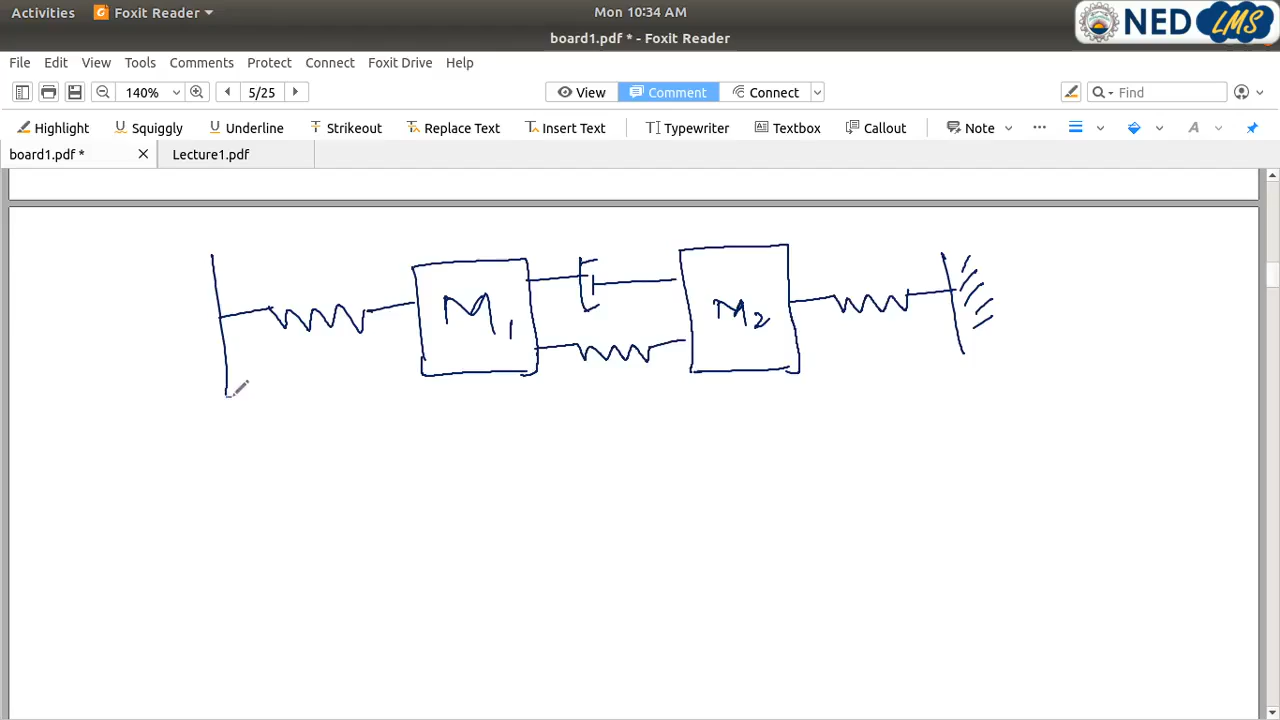 Activities Foxit Reader Mon 10:34 AM
board1.pdf * - Foxit Reader
NED LMS
File Edit View Tools Comments Protect Connect Foxit Drive Help
140% 5/25 View Comment Connect Find
Highlight Squiggly Underline Strikeout Replace Text Insert Text Typewriter Textbox Callout Note
board1.pdf * Lecture1.pdf
M1 M2